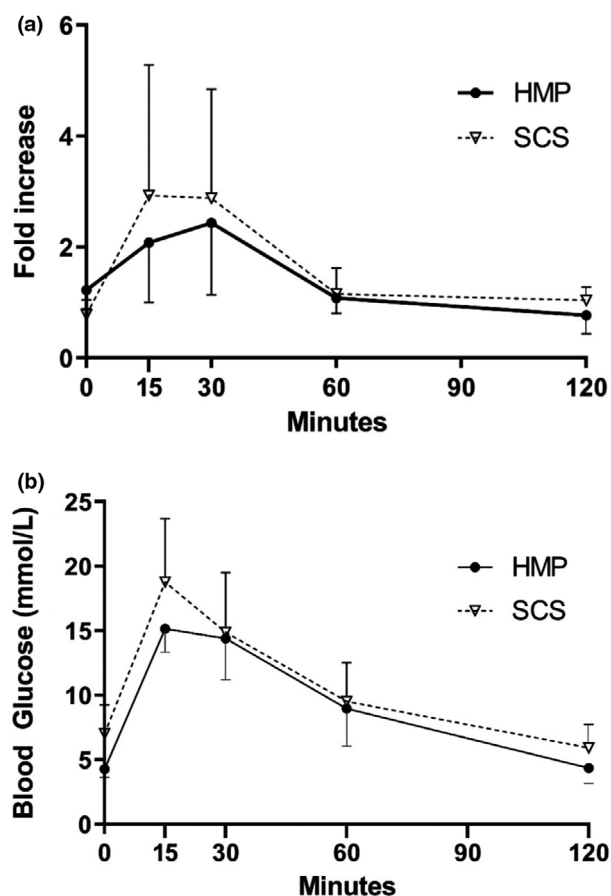 (a)
6
4
2
0
Fold increase
HMP
SCS
0 15 30 60 90 120
Minutes
(b)
25
20
15
10
5
0
Blood Glucose (mmol/L)
HMP
SCS
0 15 30 60 90 120
Minutes